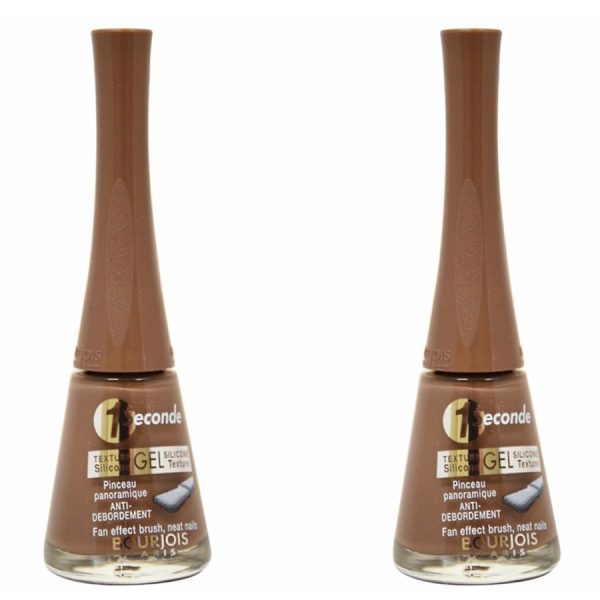 1 Seconde
TEXTURE GEL SILICONE
Silicone Texture
Pinceau
panoramique
ANTI-
DEBORDEMENT
Fan effect brush, neat nails
BOURJOIS
PARIS
1 Seconde
TEXTURE GEL SILICONE
Silicone Texture
Pinceau
panoramique
ANTI-
DEBORDEMENT
Fan effect brush, neat nails
BOURJOIS
PARIS